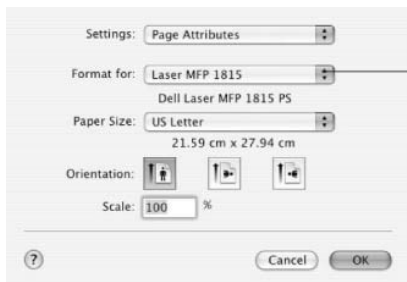 Settings: Page Attributes
Format for: Laser MFP 1815
Dell Laser MFP 1815 PS
Paper Size: US Letter
21.59 cm x 27.94 cm
Orientation:
Scale: 100 %
? Cancel OK